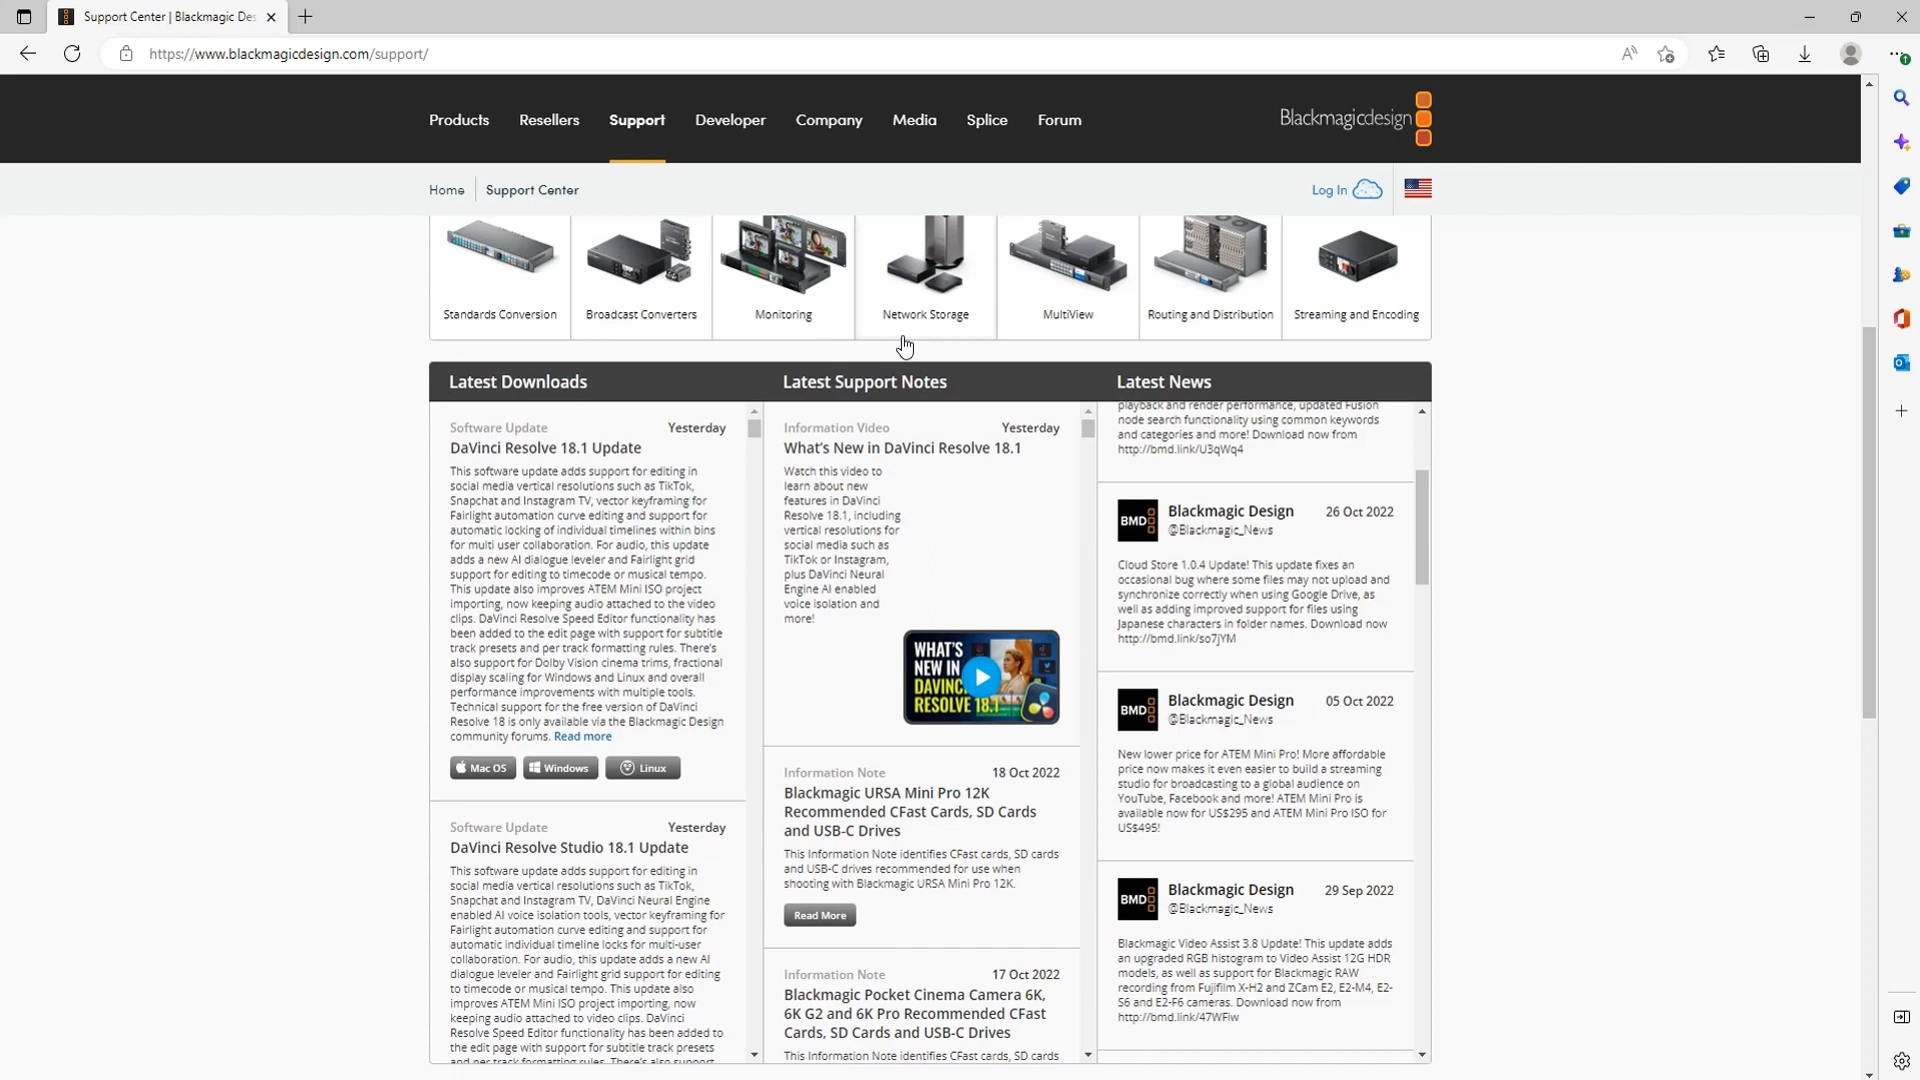 Support Center | Blackmagic Des
https://www.blackmagicdesign.com/support/
Products
Resellers
Support
Developer
Company
Media
Splice
Forum
Blackmagicdesign
Home
Support Center
Log In
Standards Conversion
Broadcast Converters
Monitoring
Network Storage
MultiView
Routing and Distribution
Streaming and Encoding
Latest Downloads
Software Update
Yesterday
DaVinci Resolve 18.1 Update
This software update adds support for editing in
social media vertical resolutions such as TikTok,
Snapchat and Instagram TV, vector keyframing for
Fairlight automation curve editing and support for
automatic locking of individual timelines within bins
for multi user collaboration. For audio, this update
adds a new AI dialogue leveler and Fairlight grid
support for editing to timecode or musical tempo.
This update also improves ATEM Mini ISO project
importing, now keeping audio attached to the video
clips. DaVinci Resolve Speed Editor functionality has
been added to the edit page with support for subtitle
track presets and per track formatting rules. There's
also support for Dolby Vision cinema trims, fractional
display scaling for Windows and Linux and overall
performance improvements with multiple tools.
Technical support for the free version of DaVinci
Resolve 18 is only available via the Blackmagic Design
community forums. Read more
Mac OS
Windows
Linux
Software Update
Yesterday
DaVinci Resolve Studio 18.1 Update
This software update adds support for editing in
social media vertical resolutions such as TikTok,
Snapchat and Instagram TV, DaVinci Neural Engine
enabled AI voice isolation tools, vector keyframing for
Fairlight automation curve editing and support for
automatic individual timeline locks for multi-user
collaboration. For audio, this update adds a new AI
dialogue leveler and Fairlight grid support for editing
to timecode or musical tempo. This update also
improves ATEM Mini ISO project importing, now
keeping audio attached to video clips. DaVinci
Resolve Speed Editor functionality has been added to
the edit page with support for subtitle track presets
and per track formatting rules. There's also support
Latest Support Notes
Information Video
Yesterday
What's New in DaVinci Resolve 18.1
Watch this video to
learn about new
features in DaVinci
Resolve 18.1, including
vertical resolutions for
social media such as
TikTok or Instagram,
plus DaVinci Neural
Engine AI enabled
voice isolation and
more!
WHAT'S
NEW IN
DAVINCI
RESOLVE 18.1
Information Note
18 Oct 2022
Blackmagic URSA Mini Pro 12K
Recommended CFast Cards, SD Cards
and USB-C Drives
This Information Note identifies CFast cards, SD cards
and USB-C drives recommended for use when
shooting with Blackmagic URSA Mini Pro 12K.
Read More
Information Note
17 Oct 2022
Blackmagic Pocket Cinema Camera 6K,
6K G2 and 6K Pro Recommended CFast
Cards, SD Cards and USB-C Drives
This Information Note identifies CFast cards, SD cards
Latest News
playback and render performance, updated Fusion
node search functionality using common keywords
and categories and more! Download now from
http://bmd.link/U3qWq4
BMD
Blackmagic Design
26 Oct 2022
@Blackmagic_News
Cloud Store 1.0.4 Update! This update fixes an
occasional bug where some files may not upload and
synchronize correctly when using Google Drive, as
well as adding improved support for files using
Japanese characters in folder names. Download now
http://bmd.link/so7jYM
BMD
Blackmagic Design
05 Oct 2022
@Blackmagic_News
New lower price for ATEM Mini Pro! More affordable
price now makes it even easier to build a streaming
studio for broadcasting to a global audience on
YouTube, Facebook and more! ATEM Mini Pro is
available now for US$295 and ATEM Mini Pro ISO for
US$495!
BMD
Blackmagic Design
29 Sep 2022
@Blackmagic_News
Blackmagic Video Assist 3.8 Update! This update adds
an upgraded RGB histogram to Video Assist 12G HDR
models, as well as support for Blackmagic RAW
recording from Fujifilm X-H2 and ZCam E2, E2-M4, E2-
S6 and E2-F6 cameras. Download now from
http://bmd.link/47WFiw